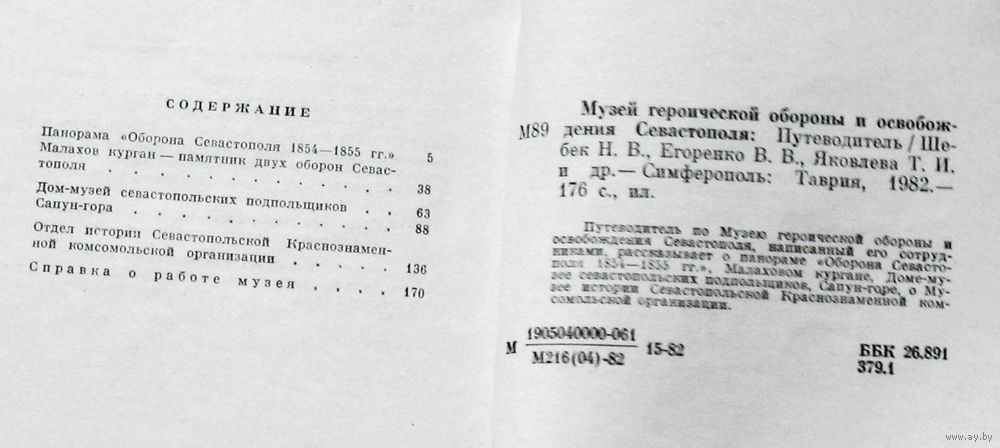 СОДЕРЖАНИЕ
Панорама «Оборона Севастополя 1854—1855 гг.» 5
Малахов курган — памятник двух оборон Севас-
тополя . . . . . . . . . . 38
Дом-музей севастопольских подпольщиков . . 63
Сапун-гора . . . . . . . . . 88
Отдел истории Севастопольской Краснознамен-
ной комсомольской организации . . . . 136
Справка о работе музея . . . . 170
Музей героической обороны и освобож-
М89 дения Севастополя: Путеводитель / Ше-
бек Н. В., Егоренко В. В., Яковлева Т. И.
и др. — Симферополь: Таврия, 1982.—
176 с., ил.
Путеводитель по Музею героической обороны и
освобождения Севастополя, написанный его сотруд-
никами, рассказывает о панораме «Оборона Севасто-
поля 1854—1855 гг.», Малаховом кургане, Доме-му-
зее севастопольских подпольщиков, Сапун-горе, о Му-
зее истории Севастопольской Краснознаменной ком-
сомольской организации.
М 1905040000-061 15-82
М216(04)-82
ББК 26.891
379.1
www.ay.by